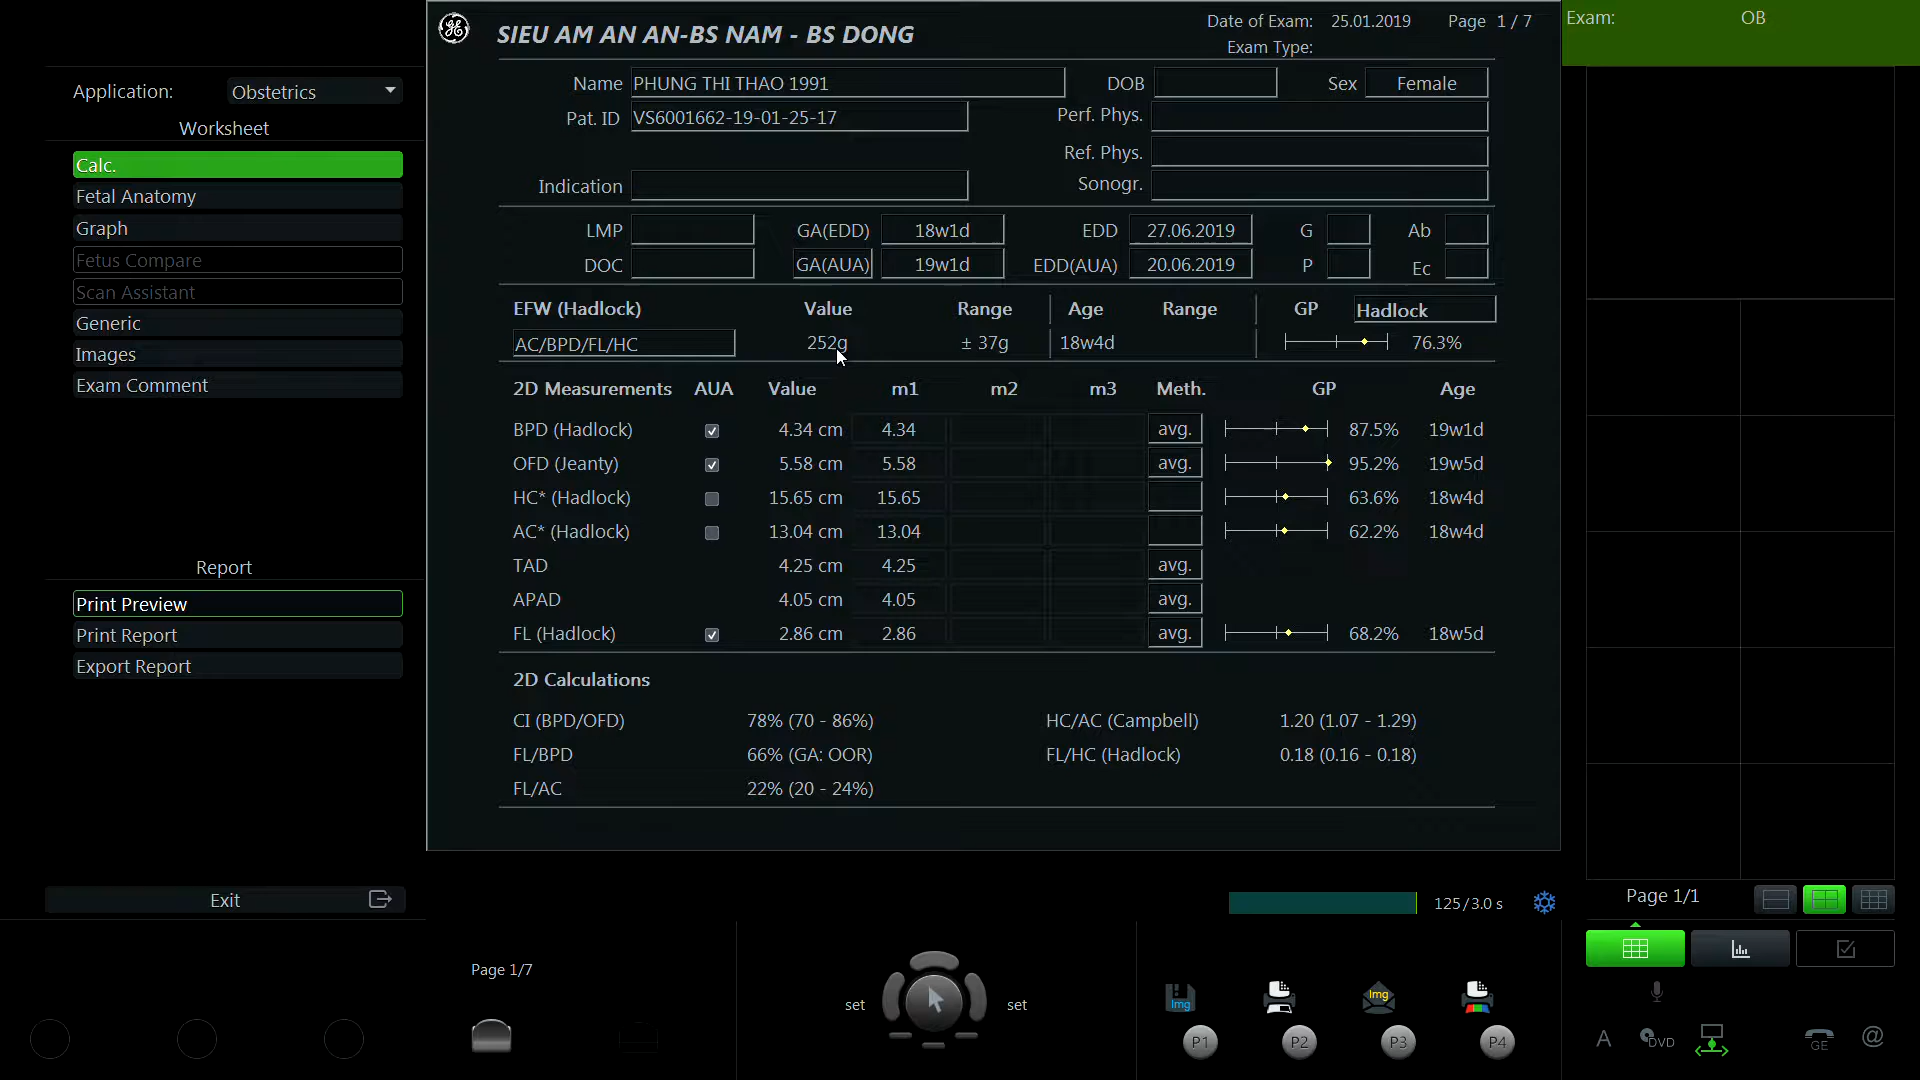 SIEU AM AN AN-BS NAM - BS DONG
Date of Exam: 25.01.2019 Page 1 / 7
Exam Type:
Exam: OB
Application: Obstetrics
Worksheet
Calc.
Fetal Anatomy
Graph
Fetus Compare
Scan Assistant
Generic
Images
Exam Comment
Report
Print Preview
Print Report
Export Report
Exit
Name PHUNG THI THAO 1991 DOB Sex Female
Pat. ID VS6001662-19-01-25-17 Perf. Phys.
Ref. Phys.
Indication Sonogr.
LMP GA(EDD) 18w1d EDD 27.06.2019 G Ab
DOC GA(AUA) 19w1d EDD(AUA) 20.06.2019 P Ec
EFW (Hadlock) Value Range Age Range GP Hadlock
AC/BPD/FL/HC 252g ± 37g 18w4d 76.3%
2D Measurements AUA Value m1 m2 m3 Meth. GP Age
BPD (Hadlock) 4.34 cm 4.34 avg. 87.5% 19w1d
OFD (Jeanty) 5.58 cm 5.58 avg. 95.2% 19w5d
HC* (Hadlock) 15.65 cm 15.65 63.6% 18w4d
AC* (Hadlock) 13.04 cm 13.04 62.2% 18w4d
TAD 4.25 cm 4.25 avg.
APAD 4.05 cm 4.05 avg.
FL (Hadlock) 2.86 cm 2.86 avg. 68.2% 18w5d
2D Calculations
CI (BPD/OFD) 78% (70 - 86%) HC/AC (Campbell) 1.20 (1.07 - 1.29)
FL/BPD 66% (GA: OOR) FL/HC (Hadlock) 0.18 (0.16 - 0.18)
FL/AC 22% (20 - 24%)
125/3.0 s
Page 1/1
Page 1/7
set set
Img Img
P1 P2 P3 P4
A DVD GE @